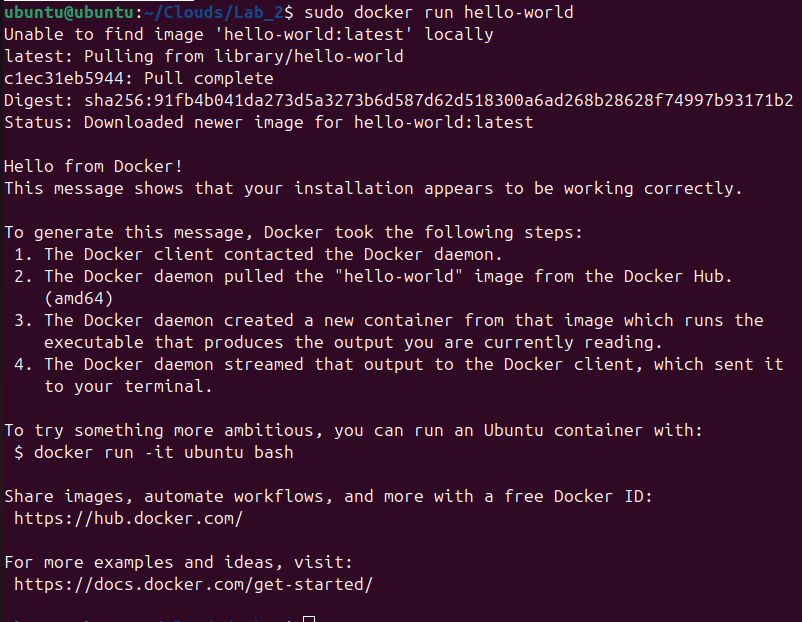 ubuntu@ubuntu:~/Clouds/Lab_2$ sudo docker run hello-world
Unable to find image 'hello-world:latest' locally
latest: Pulling from library/hello-world
c1ec31eb5944: Pull complete
Digest: sha256:91fb4b041da273d5a3273b6d587d62d518300a6ad268b28628f74997b93171b2
Status: Downloaded newer image for hello-world:latest
Hello from Docker!
This message shows that your installation appears to be working correctly.
To generate this message, Docker took the following steps:
1. The Docker client contacted the Docker daemon.
2. The Docker daemon pulled the "hello-world" image from the Docker Hub.
(amd64)
3. The Docker daemon created a new container from that image which runs the
executable that produces the output you are currently reading.
4. The Docker daemon streamed that output to the Docker client, which sent it
to your terminal.
To try something more ambitious, you can run an Ubuntu container with:
$ docker run -it ubuntu bash
Share images, automate workflows, and more with a free Docker ID:
https://hub.docker.com/
For more examples and ideas, visit:
https://docs.docker.com/get-started/